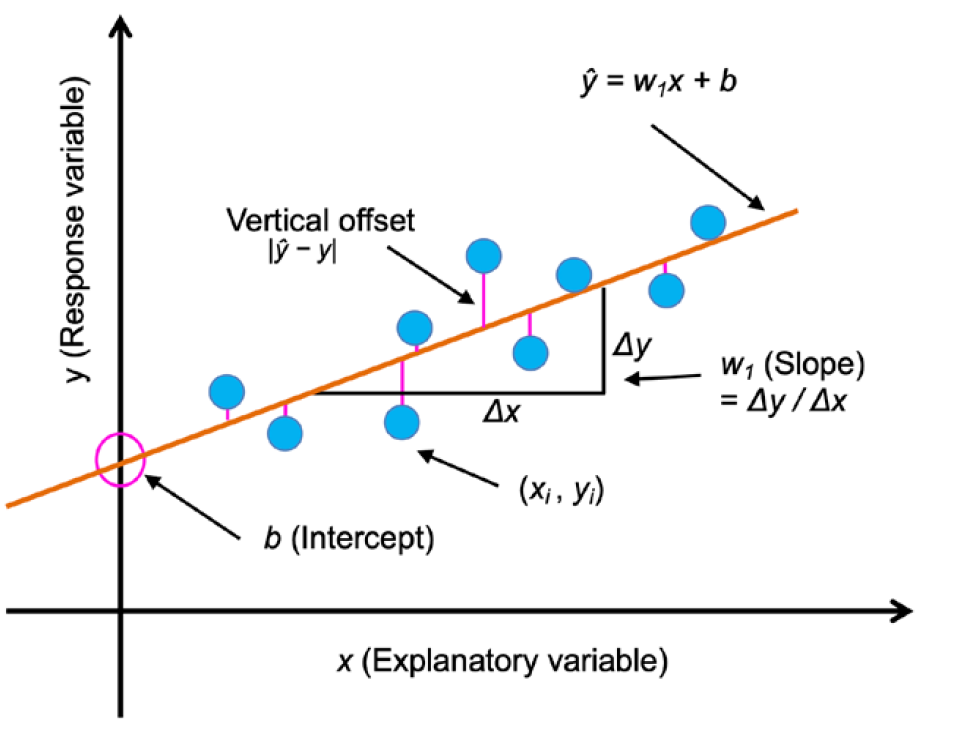 ŷ = w₁x + b
y (Response variable)
Vertical offset
|ŷ − y|
Δy
w₁ (Slope)
= Δy / Δx
Δx
(xᵢ , yᵢ)
b (Intercept)
x (Explanatory variable)